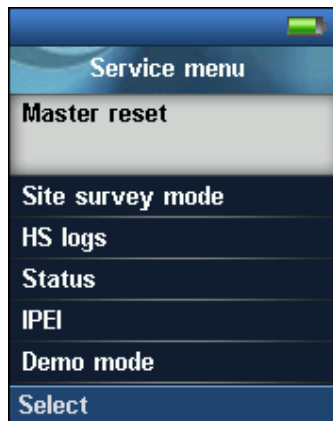 Service menu
Master reset
Site survey mode
HS logs
Status
IPEI
Demo mode
Select